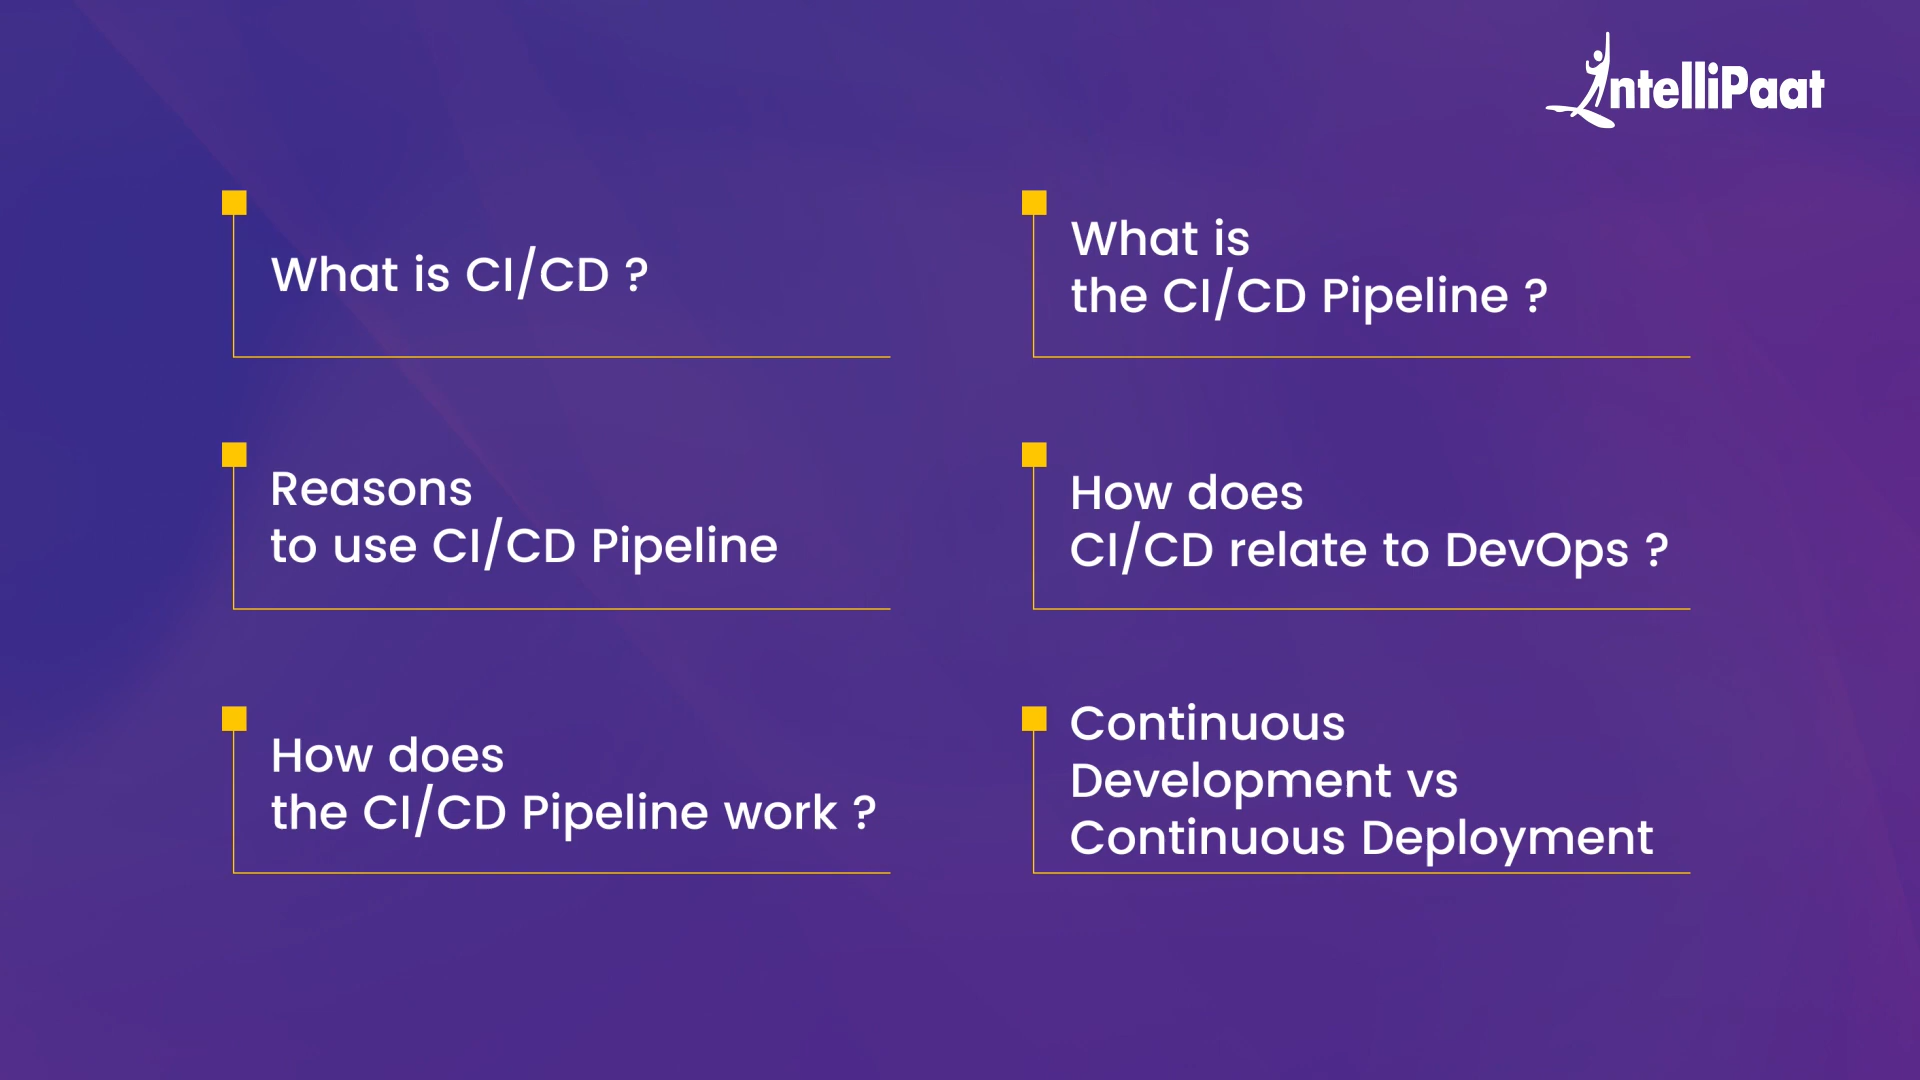 IntelliPaat
What is CI/CD ?
What is
the CI/CD Pipeline ?
Reasons
to use CI/CD Pipeline
How does
CI/CD relate to DevOps ?
How does
the CI/CD Pipeline work ?
Continuous
Development vs
Continuous Deployment